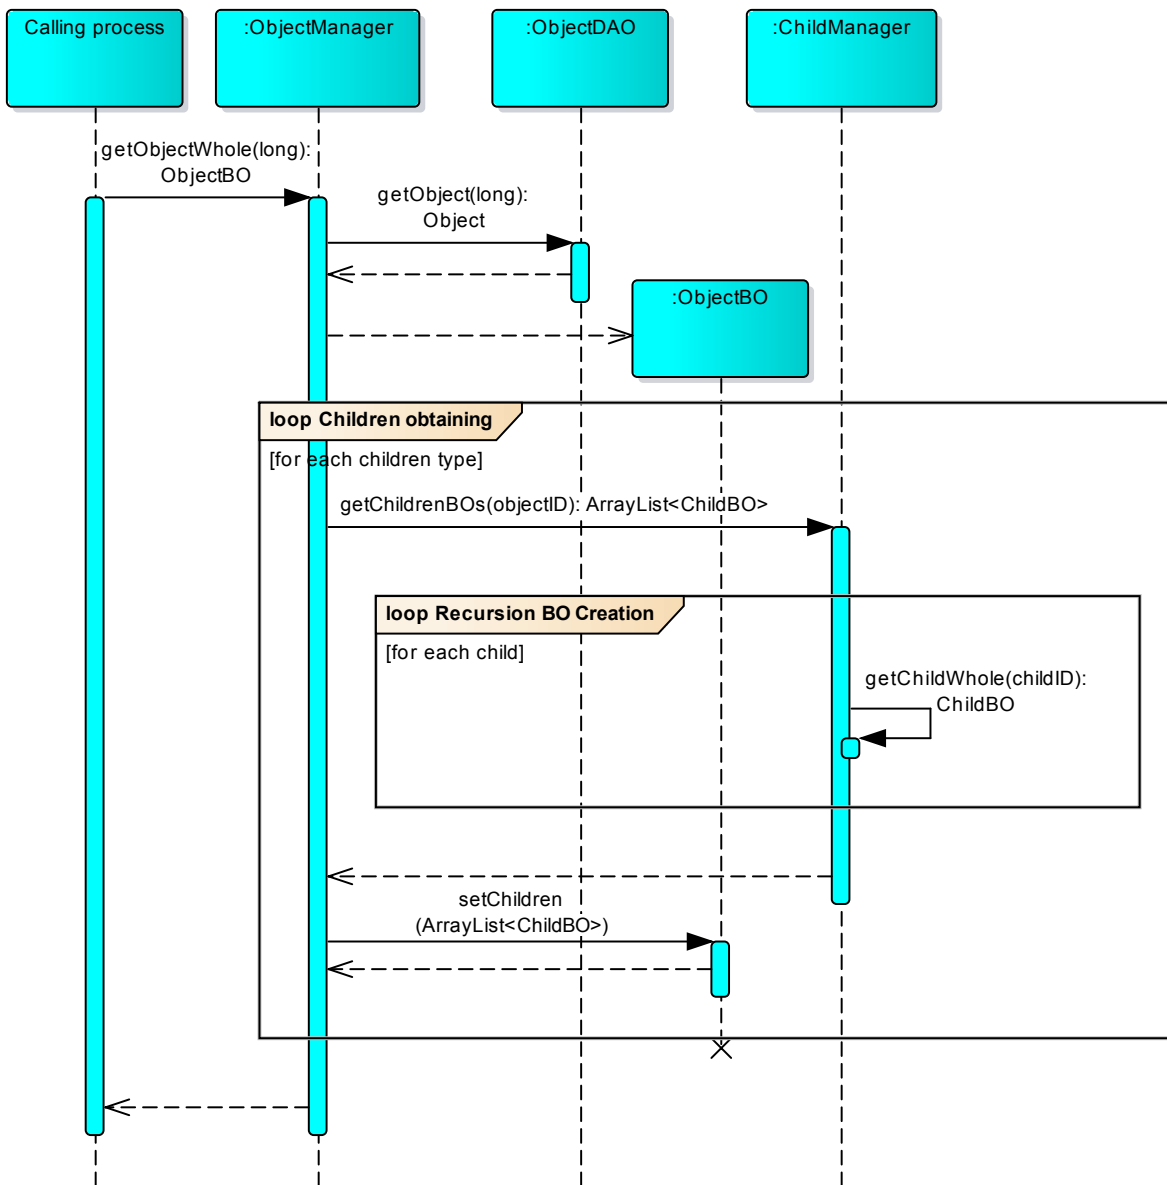 Calling process
:ObjectManager
:ObjectDAO
:ChildManager
getObjectWhole(long):
ObjectBO
getObject(long):
Object
:ObjectBO
loop Children obtaining
[for each children type]
getChildrenBOs(objectID): ArrayList<ChildBO>
loop Recursion BO Creation
[for each child]
getChildWhole(childID):
ChildBO
setChildren
(ArrayList<ChildBO>)